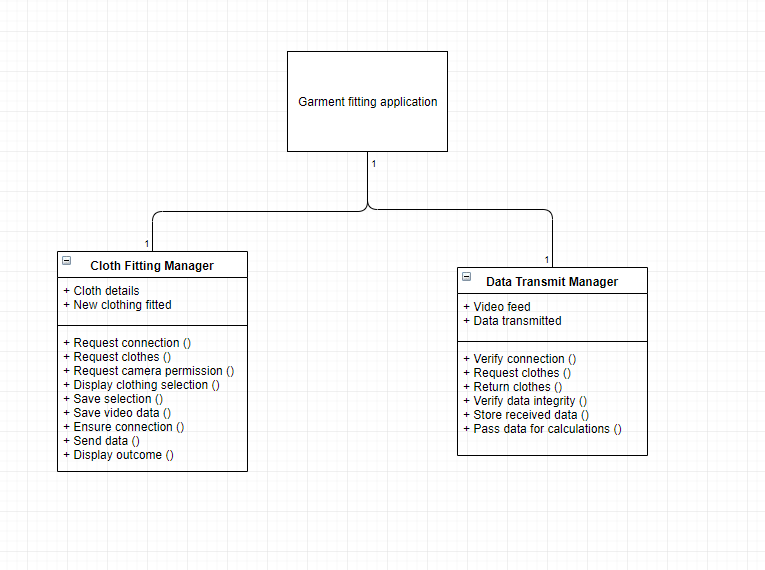 Garment fitting application
1
1
1
Cloth Fitting Manager
+ Cloth details
+ New clothing fitted
+ Request connection ()
+ Request clothes ()
+ Request camera permission ()
+ Display clothing selection ()
+ Save selection ()
+ Save video data ()
+ Ensure connection ()
+ Send data ()
+ Display outcome ()
Data Transmit Manager
+ Video feed
+ Data transmitted
+ Verify connection ()
+ Request clothes ()
+ Return clothes ()
+ Verify data integrity ()
+ Store received data ()
+ Pass data for calculations ()